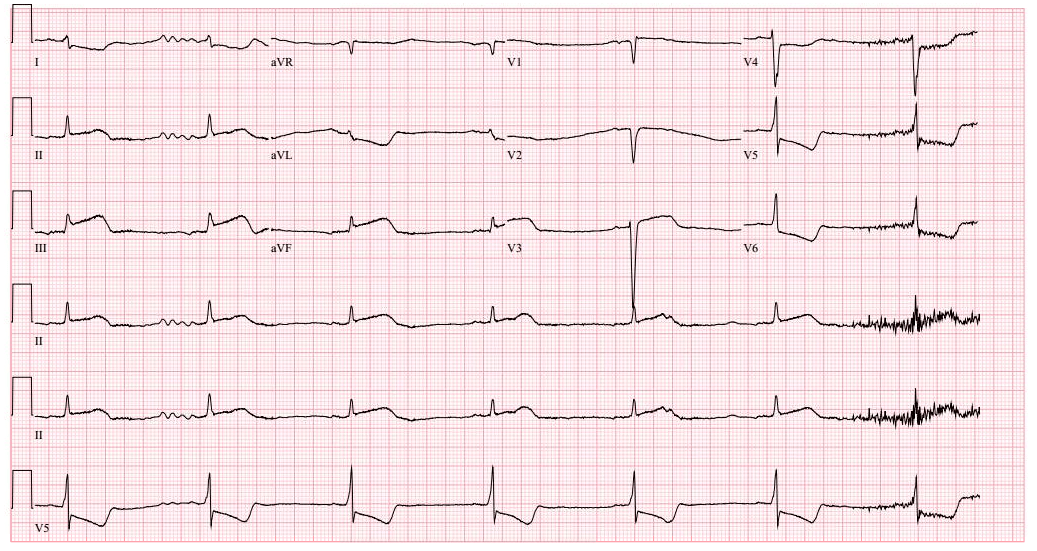 I aVR V1 V4
II aVL V2 V5
III aVF V3 V6
II
II
V5